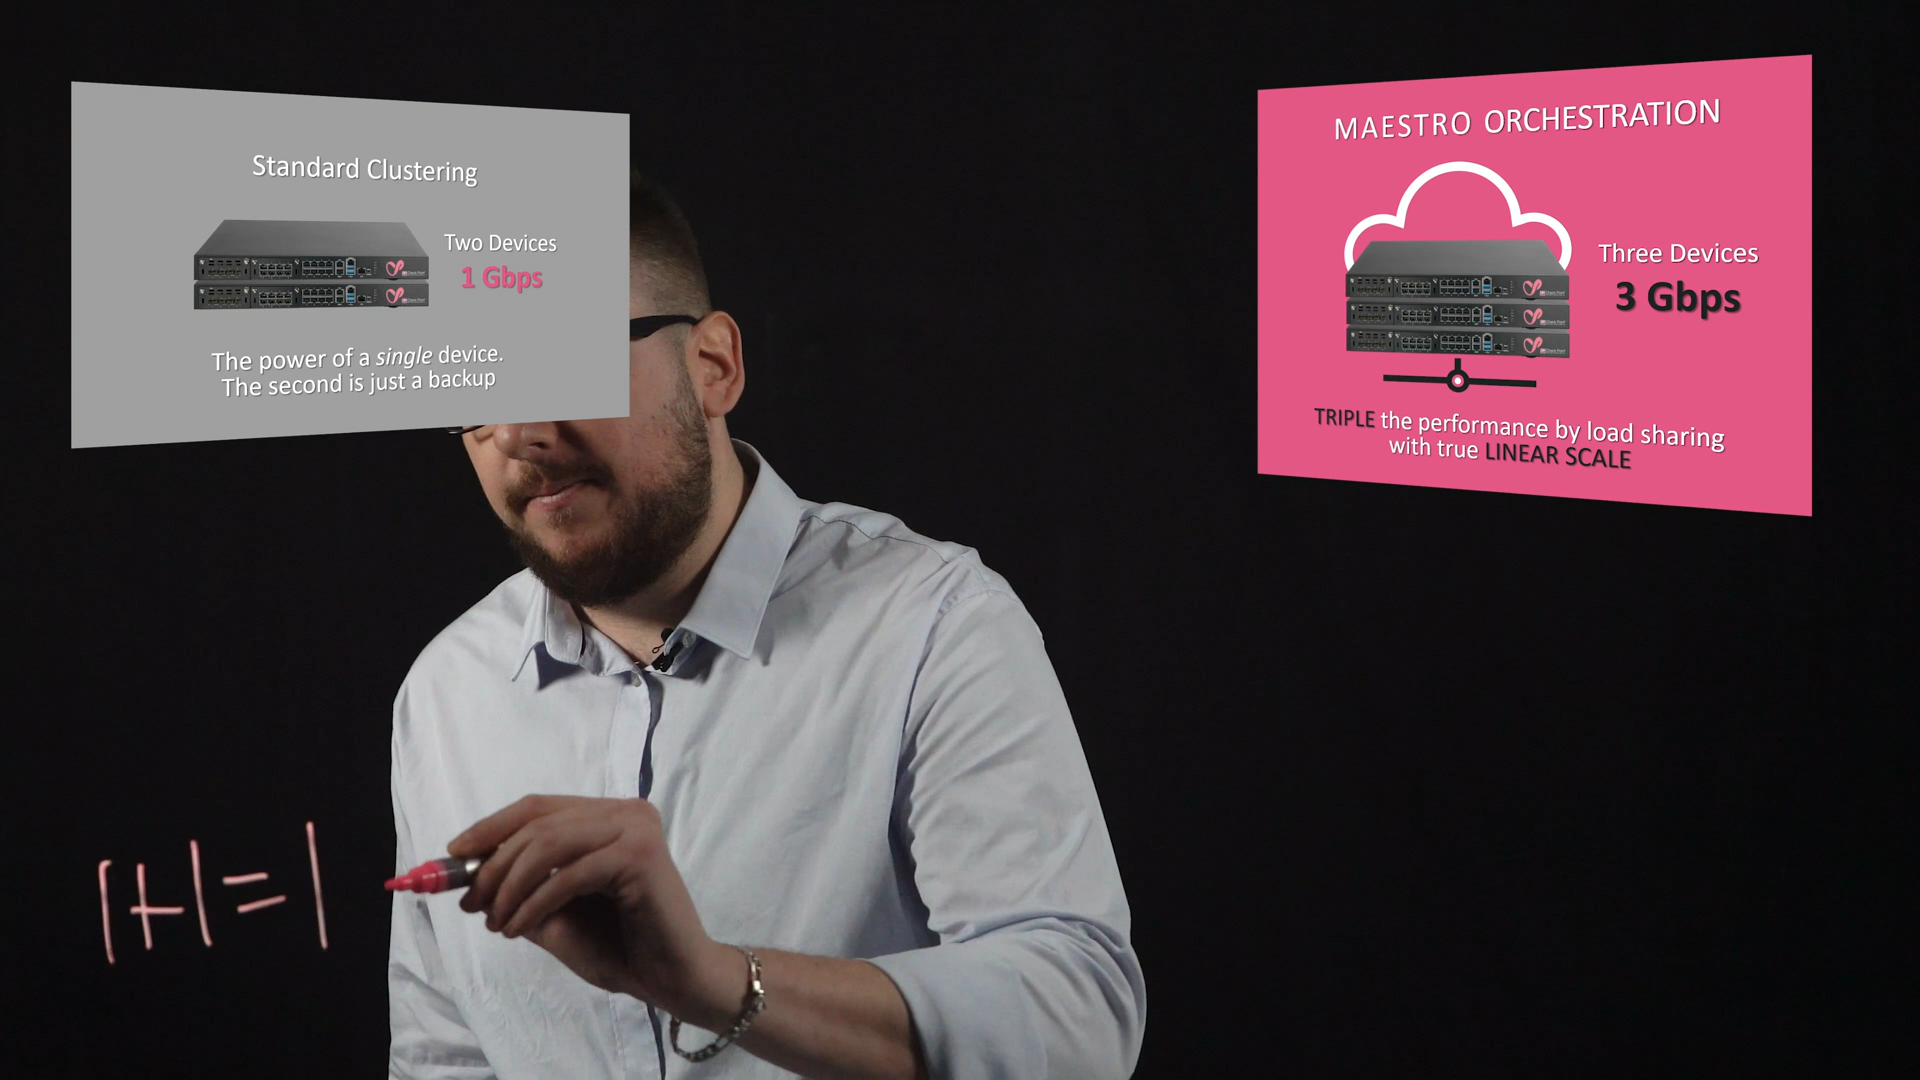 Standard Clustering
Two Devices
1 Gbps
The power of a single device.
The second is just a backup
MAESTRO ORCHESTRATION
Three Devices
3 Gbps
TRIPLE the performance by load sharing
with true LINEAR SCALE
1+1=1